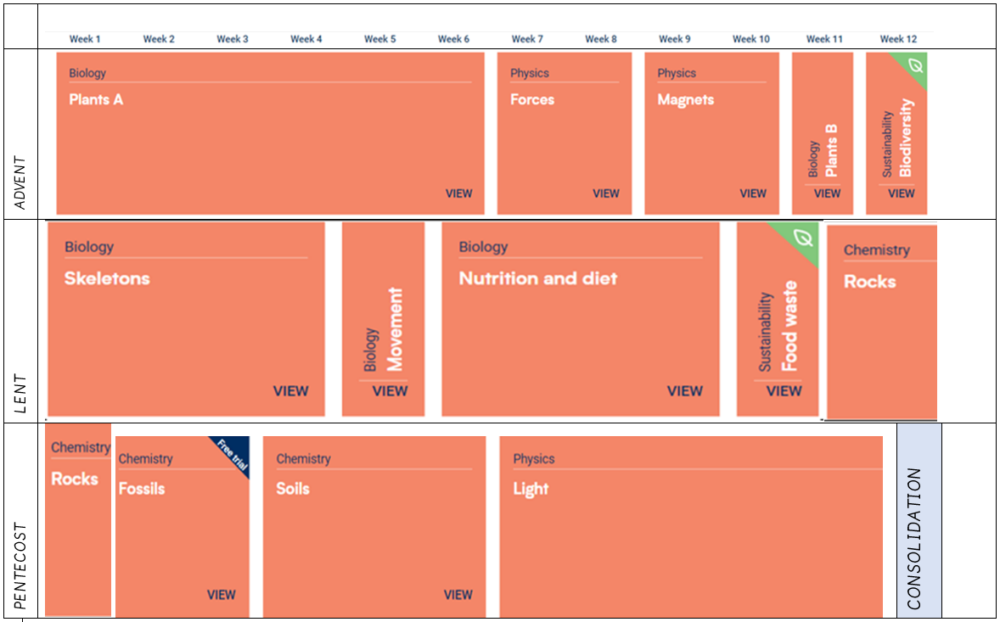 Week 1 Week 2 Week 3 Week 4 Week 5 Week 6 Week 7 Week 8 Week 9 Week 10 Week 11 Week 12
ADVENT
Biology
Plants A
VIEW
Physics
Forces
VIEW
Physics
Magnets
VIEW
Biology
Plants B
VIEW
Sustainability
Biodiversity
VIEW
LENT
Biology
Skeletons
VIEW
Biology
Movement
VIEW
Biology
Nutrition and diet
VIEW
Sustainability
Food waste
VIEW
Chemistry
Rocks
PENTECOST
Chemistry
Rocks
Chemistry
Fossils
Free trial
VIEW
Chemistry
Soils
VIEW
Physics
Light
CONSOLIDATION